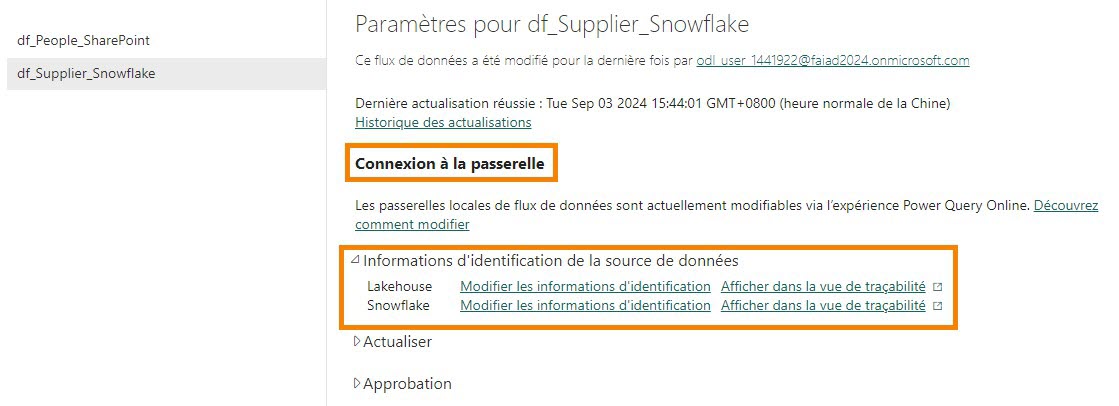 df_People_SharePoint
df_Supplier_Snowflake
Paramètres pour df_Supplier_Snowflake
Ce flux de données a été modifié pour la dernière fois par odl_user_1441922@faiad2024.onmicrosoft.com
Dernière actualisation réussie : Tue Sep 03 2024 15:44:01 GMT+0800 (heure normale de la Chine)
Historique des actualisations
Connexion à la passerelle
Les passerelles locales de flux de données sont actuellement modifiables via l’expérience Power Query Online. Découvrez
comment modifier
Informations d'identification de la source de données
Lakehouse Modifier les informations d'identification Afficher dans la vue de traçabilité
Snowflake Modifier les informations d'identification Afficher dans la vue de traçabilité
Actualiser
Approbation